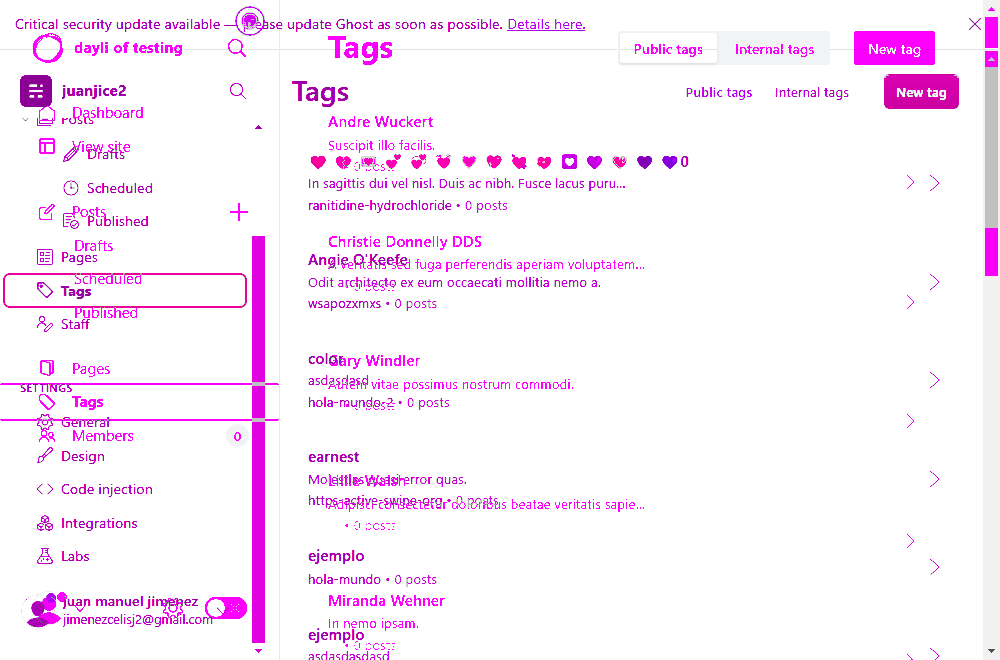 Critical security update available — please update Ghost as soon as possible. Details here.
dayli of testing
Tags
Public tags
Internal tags
New tag
juanjice2
Tags
Public tags
Internal tags
New tag
Posts
Dashboard
View site
Drafts
Scheduled
Posts
Published
Drafts
Pages
Scheduled
Tags
Published
Staff
Pages
SETTINGS
Tags
General
Members
0
Design
Code injection
Integrations
Labs
juan manuel jimenez
jimenezcelisj2@gmail.com
Andre Wuckert
Suscipit illo facilis.
• 0 posts
0
In sagittis dui vel nisl. Duis ac nibh. Fusce lacus puru...
ranitidine-hydrochloride • 0 posts
Christie Donnelly DDS
Angie O'Keefe
A veritatis sed fuga perferendis aperiam voluptatem...
Odit architecto ex eum occaecati mollitia nemo a.
• 0 posts
wsapozxmxs • 0 posts
color
Gary Windler
asdasdasd
Autem vitae possimus nostrum commodi.
hola-mundo-2 • 0 posts
• 0 posts
earnest
Molestias quasi error quas.
Lillie Walsh
https-active-swipe-org • 0 posts
Adipisci consectetur doloribus beatae veritatis sapie...
• 0 posts
ejemplo
hola-mundo • 0 posts
Miranda Wehner
In nemo ipsam.
ejemplo
• 0 posts
asdasdasdasd